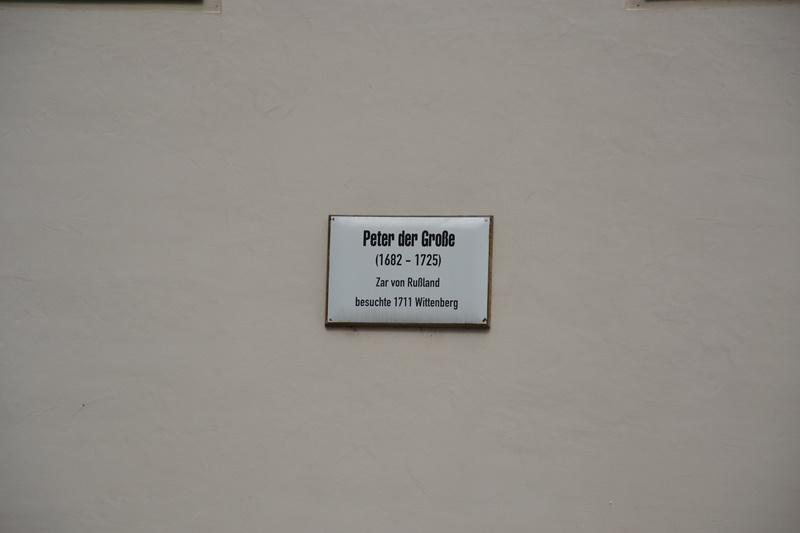 Peter der Große
(1682 - 1725)
Zar von Rußland
besuchte 1711 Wittenberg